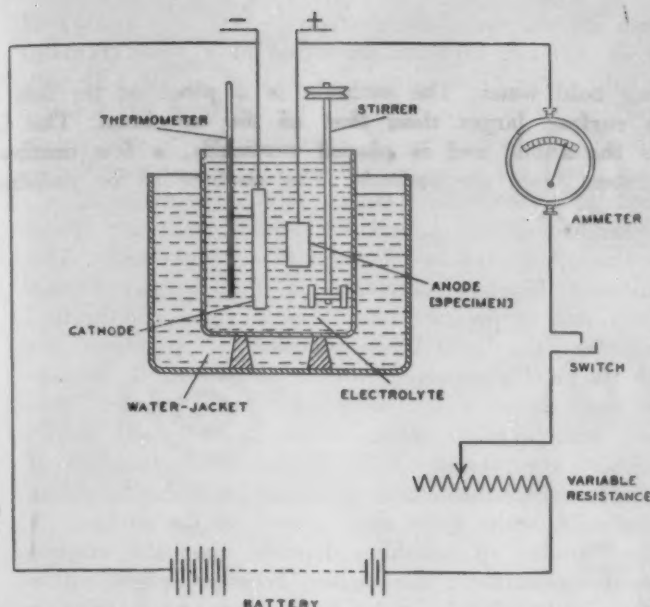 - +
THERMOMETER
STIRRER
AMMETER
ANODE
[SPECIMEN]
CATHODE
SWITCH
ELECTROLYTE
WATER-JACKET
VARIABLE
RESISTANCE
BATTERY